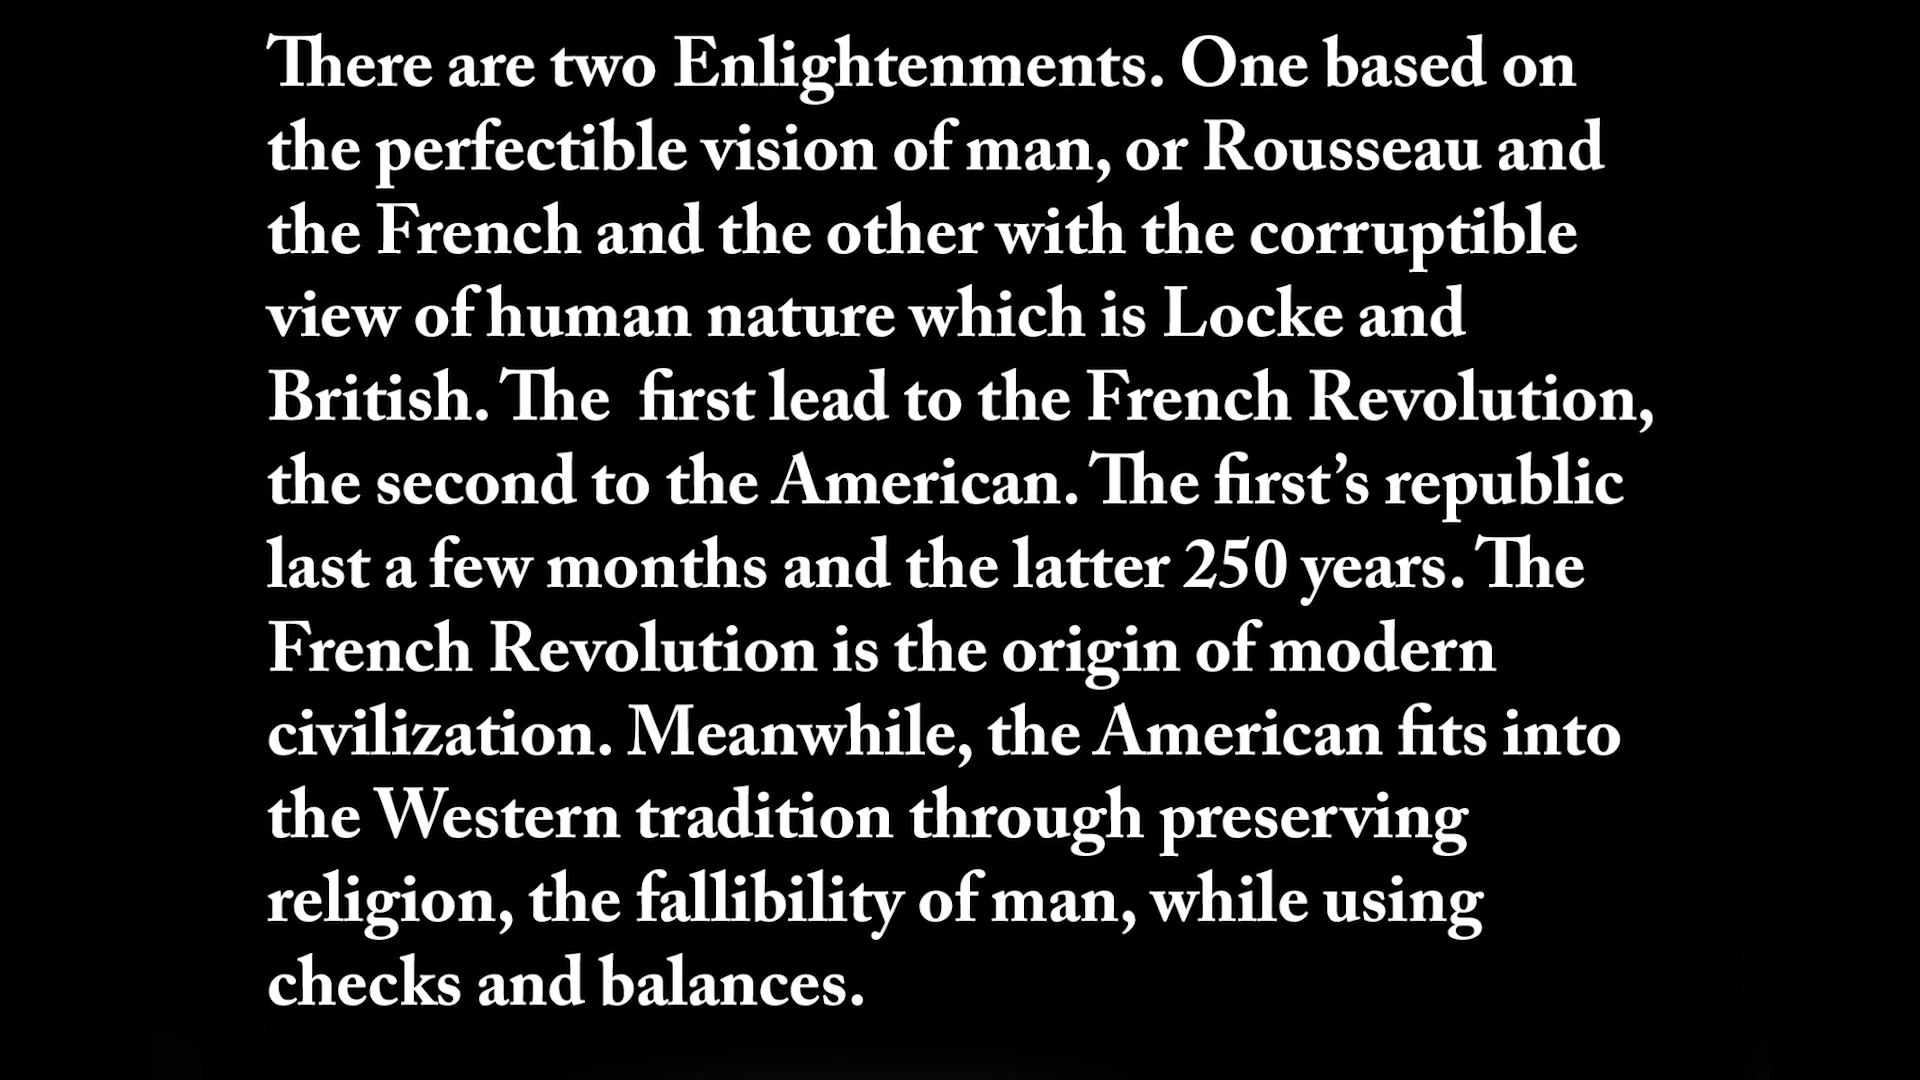 There are two Enlightenments. One based on
the perfectible vision of man, or Rousseau and
the French and the other with the corruptible
view of human nature which is Locke and
British. The  first lead to the French Revolution,
the second to the American. The first’s republic
last a few months and the latter 250 years. The
French Revolution is the origin of modern
civilization. Meanwhile, the American fits into
the Western tradition through preserving
religion, the fallibility of man, while using
checks and balances.